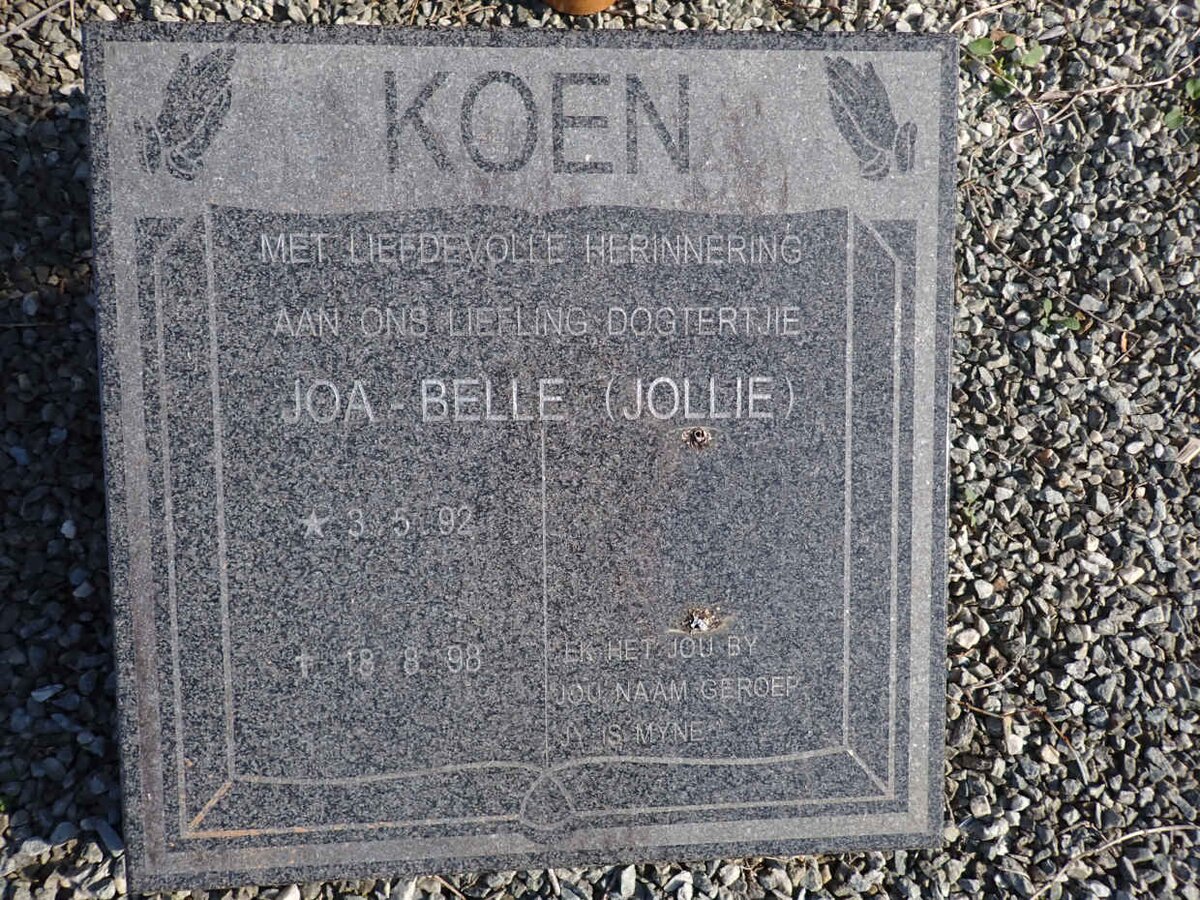 KOEN
MET LIEFDEVOLLE HERINNERING
AAN ONS LIEFLING DOGTERTJIE
JOA - BELLE (JOLLIE)
★ 3 5 92
† 18 8 98
"EK HET JOU BY
JOU NAAM GEROEP
JY IS MYNE"